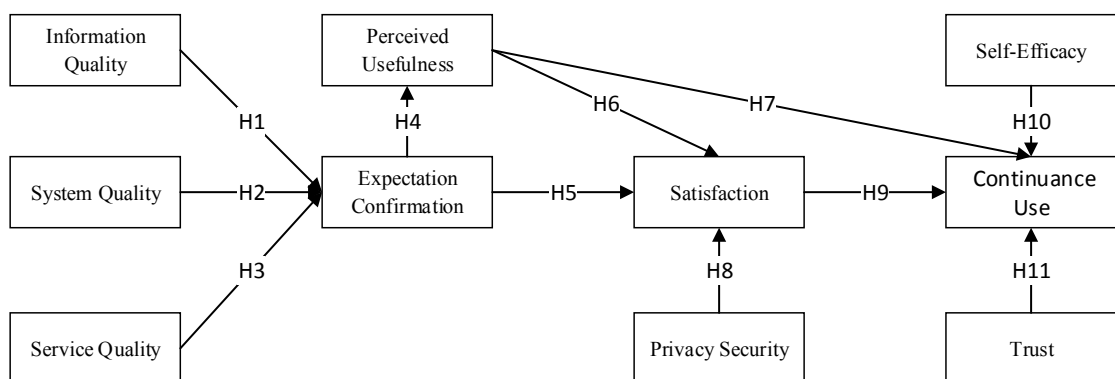 Information
Quality
Perceived
Usefulness
Self-Efficacy
H1
H4
H6
H7
H10
System Quality
H2
Expectation
Confirmation
H5
Satisfaction
H9
Continuance
Use
H3
H8
H11
Service Quality
Privacy Security
Trust